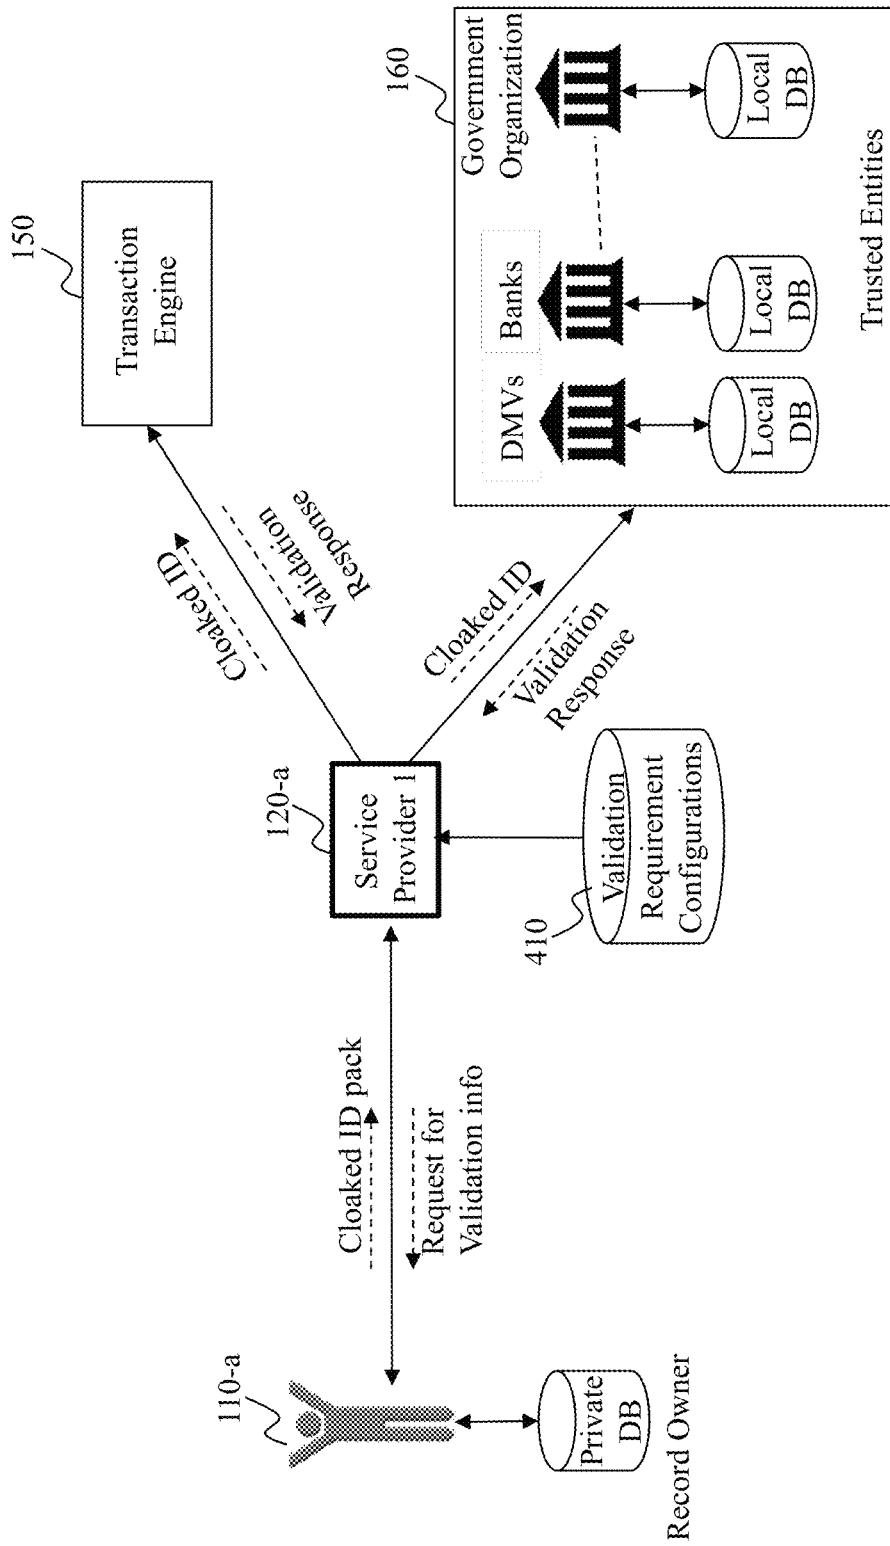 150
Transaction
Engine
Cloaked ID
Validation
Response
110-a
Cloaked ID pack
Request for
Validation info
Private
DB
Record Owner
120-a
Service
Provider 1
410
Validation
Requirement
Configurations
Cloaked ID
Validation
Response
160
Government
Organization
DMVs
Banks
Local
DB
Local
DB
Local
DB
Trusted Entities